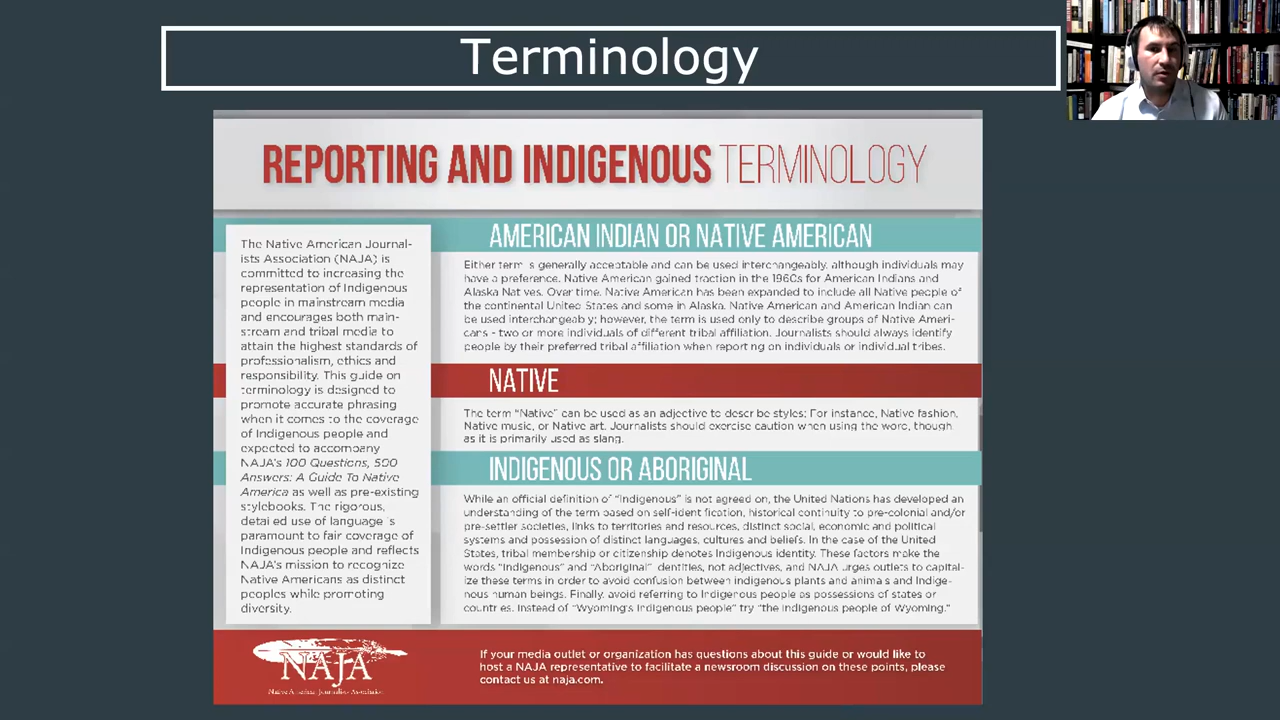 Terminology
REPORTING AND INDIGENOUS TERMINOLOGY
The Native American Journal-
ists Association (NAJA) is
committed to increasing the
representation of Indigenous
people in mainstream media
and encourages both main-
stream and tribal media to
attain the highest standards of
professionalism, ethics and
responsibility. This guide on
terminology is designed to
promote accurate phrasing
when it comes to the coverage
of Indigenous people and
expected to accompany
NAJA's 100 Questions, 500
Answers: A Guide To Native
America as well as pre-existing
stylebooks. The rigorous,
detailed use of language is
paramount to fair coverage of
Indigenous people and reflects
NAJA's mission to recognize
Native Americans as distinct
peoples while promoting
diversity.
AMERICAN INDIAN OR NATIVE AMERICAN
Either term is generally acceptable and can be used interchangeably, although individuals may
have a preference. Native American gained traction in the 1960s for American Indians and
Alaska Natives. Over time, Native American has been expanded to include all Native people of
the continental United States and some in Alaska. Native American and American Indian can
be used interchangeably; however, the term is used only to describe groups of Native Ameri-
cans - two or more individuals of different tribal affiliation. Journalists should always identify
people by their preferred tribal affiliation when reporting on individuals or individual tribes.
NATIVE
The term "Native" can be used as an adjective to describe styles; For instance, Native fashion,
Native music, or Native art. Journalists should exercise caution when using the word, though
as it is primarily used as slang.
INDIGENOUS OR ABORIGINAL
While an official definition of "Indigenous" is not agreed on, the United Nations has developed an
understanding of the term based on self-identification, historical continuity to pre-colonial and/or
pre-settler societies, links to territories and resources, distinct social, economic and political
systems and possession of distinct languages, cultures and beliefs. In the case of the United
States, tribal membership or citizenship denotes Indigenous identity. These factors make the
words "Indigenous" and "Aboriginal" identities, not adjectives, and NAJA urges outlets to capital-
ize these terms in order to avoid confusion between indigenous plants and animals and Indige-
nous human beings. Finally, avoid referring to Indigenous people as possessions of states or
countries. Instead of "Wyoming's Indigenous people" try "the Indigenous people of Wyoming."
NAJA
Native American Journalists Association
If your media outlet or organization has questions about this guide or would like to
host a NAJA representative to facilitate a newsroom discussion on these points, please
contact us at naja.com.